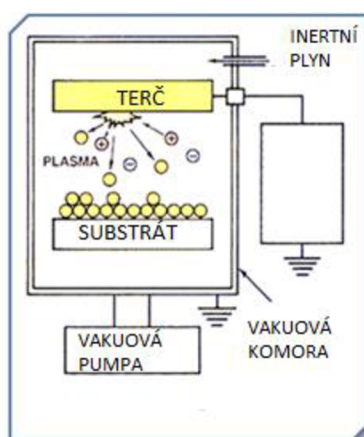 INERTNÍ
PLYN
TERČ
PLASMA
SUBSTRÁT
VAKUOVÁ
PUMPA
VAKUOVÁ
KOMORA